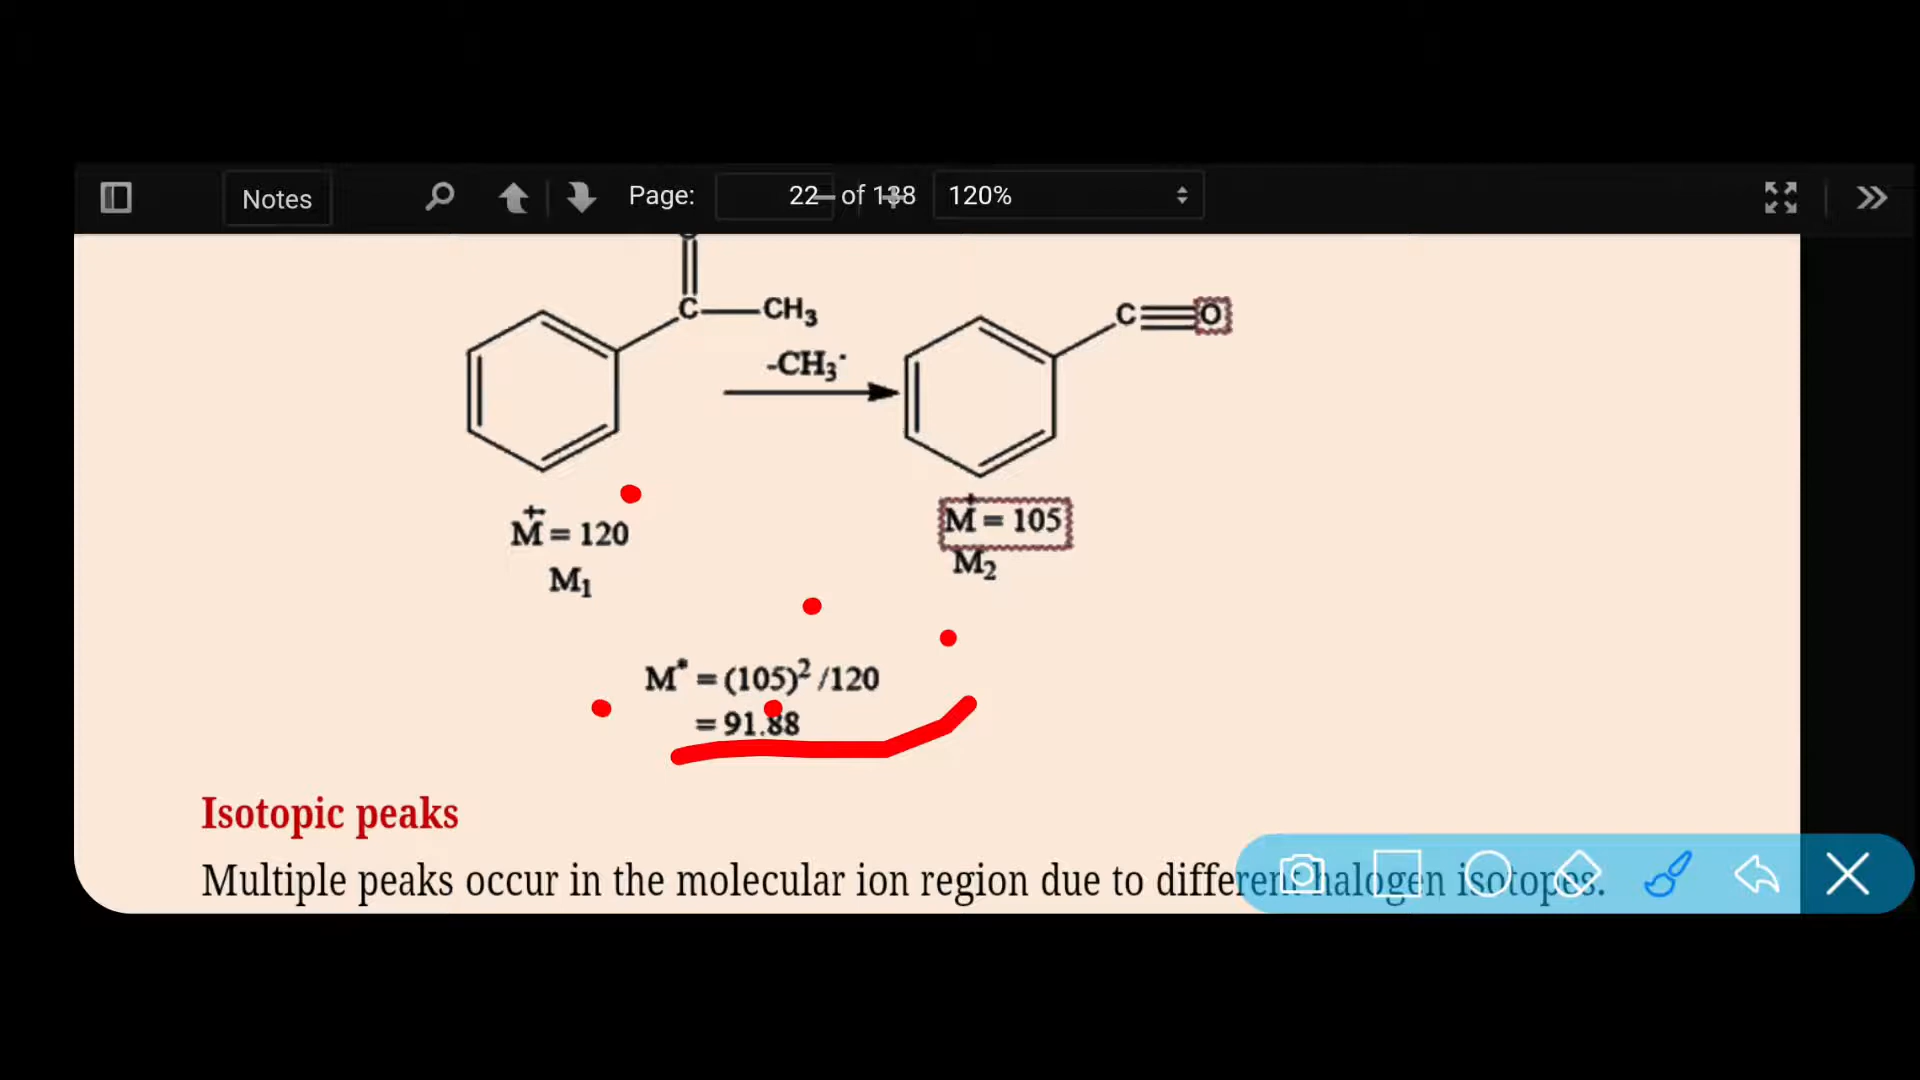 Notes
Page: 22 of 138 120%
C—CH₃
C≡O
-CH₃·
M⁺· = 120
M⁺ = 105
M₁
M₂
M* = (105)² /120
= 91.88
Isotopic peaks
Multiple peaks occur in the molecular ion region due to different halogen isotopes.